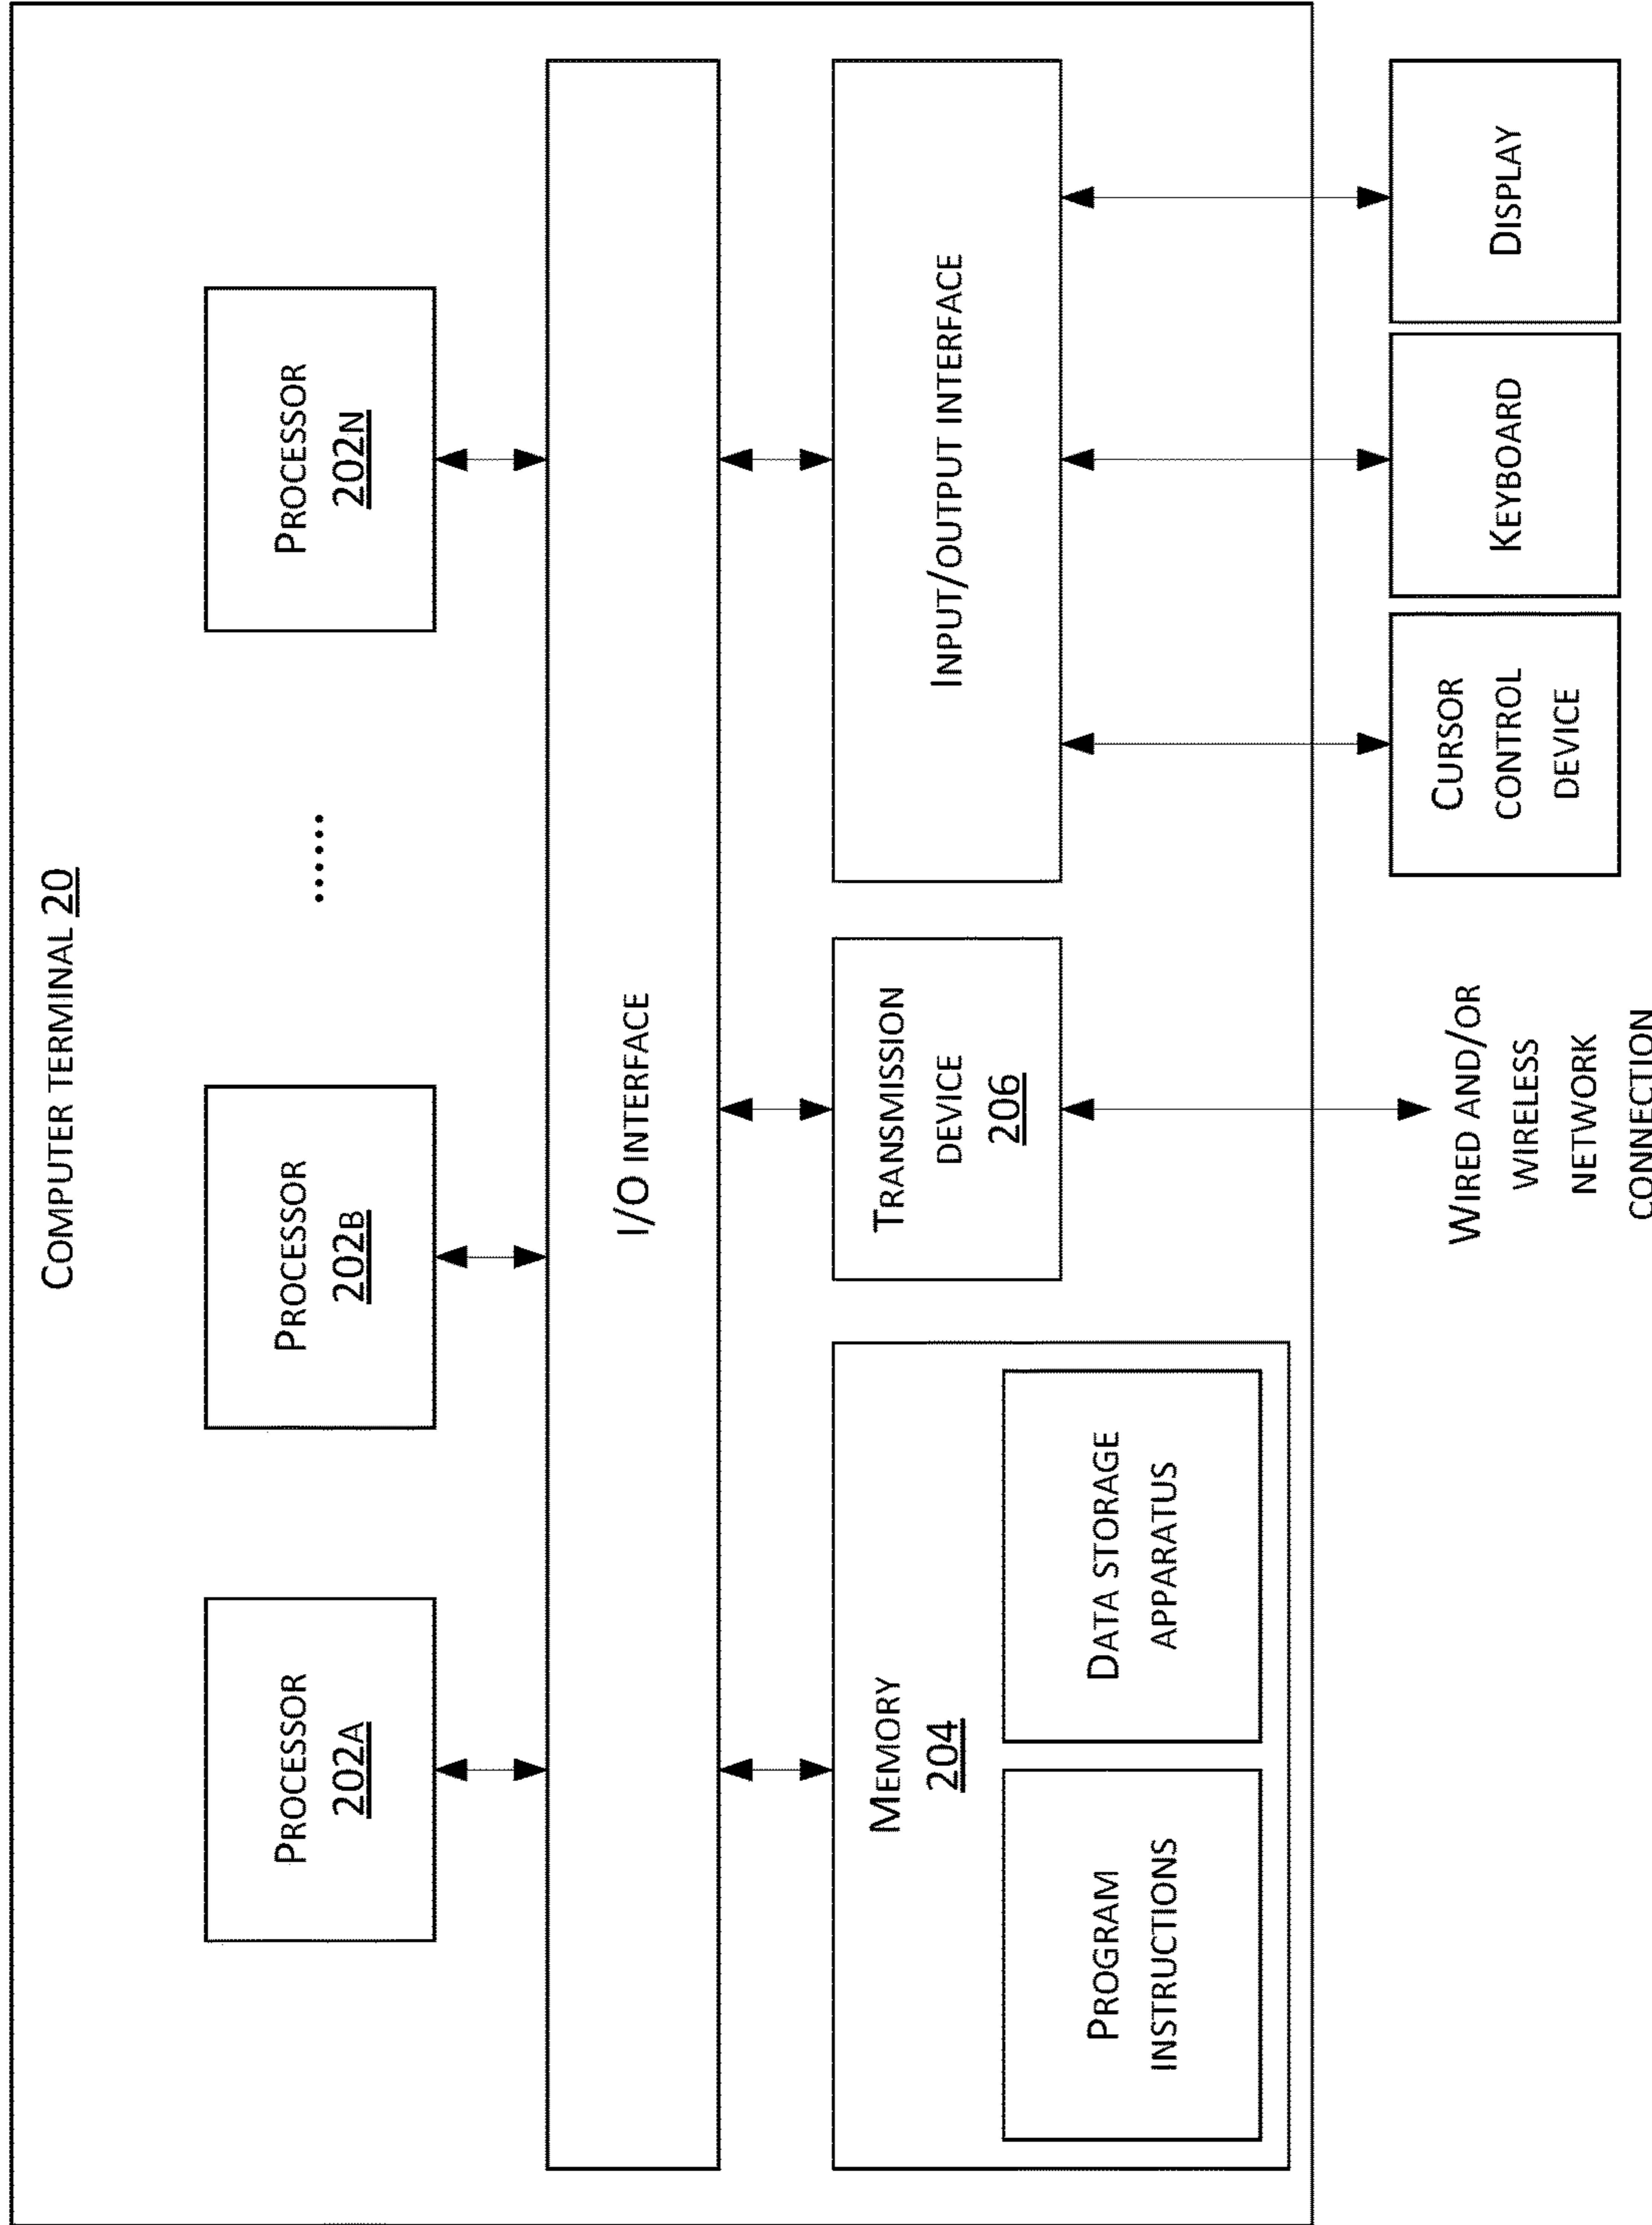 COMPUTER TERMINAL 20
PROCESSOR
202A
PROCESSOR
202B
.......
PROCESSOR
202N
I/O INTERFACE
MEMORY
204
PROGRAM
INSTRUCTIONS
DATA STORAGE
APPARATUS
TRANSMISSION
DEVICE
206
INPUT/OUTPUT INTERFACE
WIRED AND/OR
WIRELESS
NETWORK
CONNECTION
CURSOR
CONTROL
DEVICE
KEYBOARD
DISPLAY